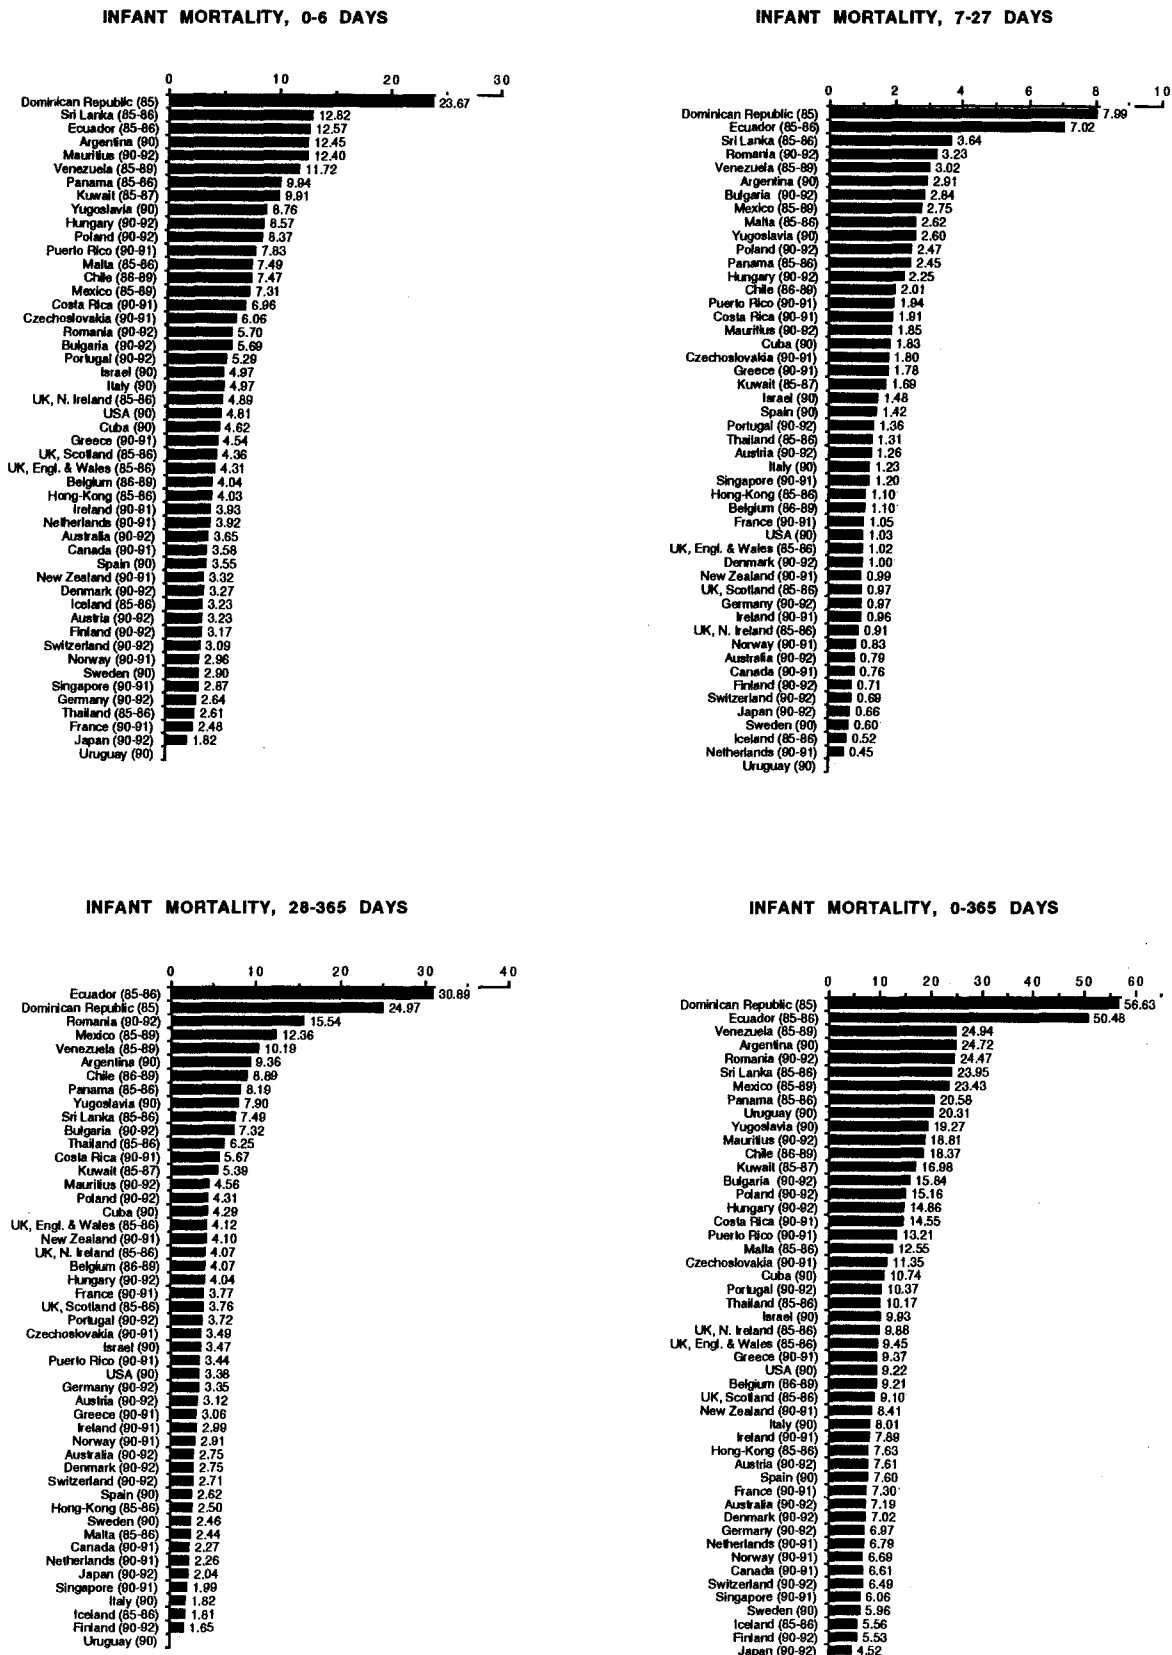 INFANT MORTALITY, 0-6 DAYS
0 10 20 30
Dominican Republic (85) 23.67
Sri Lanka (85-86) 12.82
Ecuador (85-86) 12.57
Argentina (90) 12.45
Mauritius (90-92) 12.40
Venezuela (85-89) 11.72
Panama (85-86) 9.94
Kuwait (85-87) 9.91
Yugoslavia (90) 8.76
Hungary (90-92) 8.57
Poland (90-92) 8.37
Puerto Rico (90-91) 7.83
Malta (85-86) 7.49
Chile (86-89) 7.47
Mexico (85-89) 7.31
Costa Rica (90-91) 6.96
Czechoslovakia (90-91) 6.06
Romania (90-92) 5.70
Bulgaria (90-92) 5.69
Portugal (90-92) 5.29
Israel (90) 4.97
Italy (90) 4.97
UK, N. Ireland (85-86) 4.89
USA (90) 4.81
Cuba (90) 4.62
Greece (90-91) 4.54
UK, Scotland (85-86) 4.36
UK, Engl. & Wales (85-86) 4.31
Belgium (86-89) 4.04
Hong-Kong (85-86) 4.03
Ireland (90-91) 3.93
Netherlands (90-91) 3.92
Australia (90-92) 3.65
Canada (90-91) 3.58
Spain (90) 3.55
New Zealand (90-91) 3.32
Denmark (90-92) 3.27
Iceland (85-86) 3.23
Austria (90-92) 3.23
Finland (90-92) 3.17
Switzerland (90-92) 3.09
Norway (90-91) 2.96
Sweden (90) 2.90
Singapore (90-91) 2.87
Germany (90-92) 2.64
Thailand (85-86) 2.61
France (90-91) 2.48
Japan (90-92) 1.82
Uruguay (90)
INFANT MORTALITY, 7-27 DAYS
0 2 4 6 8 10
Dominican Republic (85) 7.99
Ecuador (85-86) 7.02
Sri Lanka (85-86) 3.64
Romania (90-92) 3.23
Venezuela (85-89) 3.02
Argentina (90) 2.91
Bulgaria (90-92) 2.84
Mexico (85-89) 2.75
Malta (85-86) 2.62
Yugoslavia (90) 2.60
Poland (90-92) 2.47
Panama (85-86) 2.45
Hungary (90-92) 2.25
Chile (86-89) 2.01
Puerto Rico (90-91) 1.94
Costa Rica (90-91) 1.91
Mauritius (90-92) 1.85
Cuba (90) 1.83
Czechoslovakia (90-91) 1.80
Greece (90-91) 1.78
Kuwait (85-87) 1.69
Israel (90) 1.48
Spain (90) 1.42
Portugal (90-92) 1.36
Thailand (85-86) 1.31
Austria (90-92) 1.26
Italy (90) 1.23
Singapore (90-91) 1.20
Hong-Kong (85-86) 1.10
Belgium (86-89) 1.10
France (90-91) 1.05
USA (90) 1.03
UK, Engl. & Wales (85-86) 1.02
Denmark (90-92) 1.00
New Zealand (90-91) 0.99
UK, Scotland (85-86) 0.97
Germany (90-92) 0.97
Ireland (90-91) 0.96
UK, N. Ireland (85-86) 0.91
Norway (90-91) 0.83
Australia (90-92) 0.79
Canada (90-91) 0.76
Finland (90-92) 0.71
Switzerland (90-92) 0.69
Japan (90-92) 0.66
Sweden (90) 0.60
Iceland (85-86) 0.52
Netherlands (90-91) 0.45
Uruguay (90)
INFANT MORTALITY, 28-365 DAYS
0 10 20 30 40
Ecuador (85-86) 30.89
Dominican Republic (85) 24.97
Romania (90-92) 15.54
Mexico (85-89) 12.36
Venezuela (85-89) 10.19
Argentina (90) 9.36
Chile (86-89) 8.89
Panama (85-86) 8.19
Yugoslavia (90) 7.90
Sri Lanka (85-86) 7.49
Bulgaria (90-92) 7.32
Thailand (85-86) 6.25
Costa Rica (90-91) 5.67
Kuwait (85-87) 5.39
Mauritius (90-92) 4.56
Poland (90-92) 4.31
Cuba (90) 4.29
UK, Engl. & Wales (85-86) 4.12
New Zealand (90-91) 4.10
UK, N. Ireland (85-86) 4.07
Belgium (86-89) 4.07
Hungary (90-92) 4.04
France (90-91) 3.77
UK, Scotland (85-86) 3.76
Portugal (90-92) 3.72
Czechoslovakia (90-91) 3.49
Israel (90) 3.47
Puerto Rico (90-91) 3.44
USA (90) 3.38
Germany (90-92) 3.35
Austria (90-92) 3.12
Greece (90-91) 3.06
Ireland (90-91) 2.99
Norway (90-91) 2.91
Australia (90-92) 2.75
Denmark (90-92) 2.75
Switzerland (90-92) 2.71
Spain (90) 2.62
Hong-Kong (85-86) 2.50
Sweden (90) 2.46
Malta (85-86) 2.44
Canada (90-91) 2.27
Netherlands (90-91) 2.26
Japan (90-92) 2.04
Singapore (90-91) 1.99
Italy (90) 1.82
Iceland (85-86) 1.81
Finland (90-92) 1.65
Uruguay (90)
INFANT MORTALITY, 0-365 DAYS
0 10 20 30 40 50 60
Dominican Republic (85) 56.63
Ecuador (85-86) 50.48
Venezuela (85-89) 24.94
Argentina (90) 24.72
Romania (90-92) 24.47
Sri Lanka (85-86) 23.95
Mexico (85-89) 23.43
Panama (85-86) 20.58
Uruguay (90) 20.31
Yugoslavia (90) 19.27
Mauritius (90-92) 18.81
Chile (86-89) 18.37
Kuwait (85-87) 16.98
Bulgaria (90-92) 15.84
Poland (90-92) 15.16
Hungary (90-92) 14.86
Costa Rica (90-91) 14.55
Puerto Rico (90-91) 13.21
Malta (85-86) 12.55
Czechoslovakia (90-91) 11.35
Cuba (90) 10.74
Portugal (90-92) 10.37
Thailand (85-86) 10.17
Israel (90) 9.93
UK, N. Ireland (85-86) 9.88
UK, Engl. & Wales (85-86) 9.45
Greece (90-91) 9.37
USA (90) 9.22
Belgium (86-89) 9.21
UK, Scotland (85-86) 9.10
New Zealand (90-91) 8.41
Italy (90) 8.01
Ireland (90-91) 7.89
Hong-Kong (85-86) 7.63
Austria (90-92) 7.61
Spain (90) 7.60
France (90-91) 7.30
Australia (90-92) 7.19
Denmark (90-92) 7.02
Germany (90-92) 6.97
Netherlands (90-91) 6.79
Norway (90-91) 6.69
Canada (90-91) 6.61
Switzerland (90-92) 6.49
Singapore (90-91) 6.06
Sweden (90) 5.96
Iceland (85-86) 5.56
Finland (90-92) 5.53
Japan (90-92) 4.52